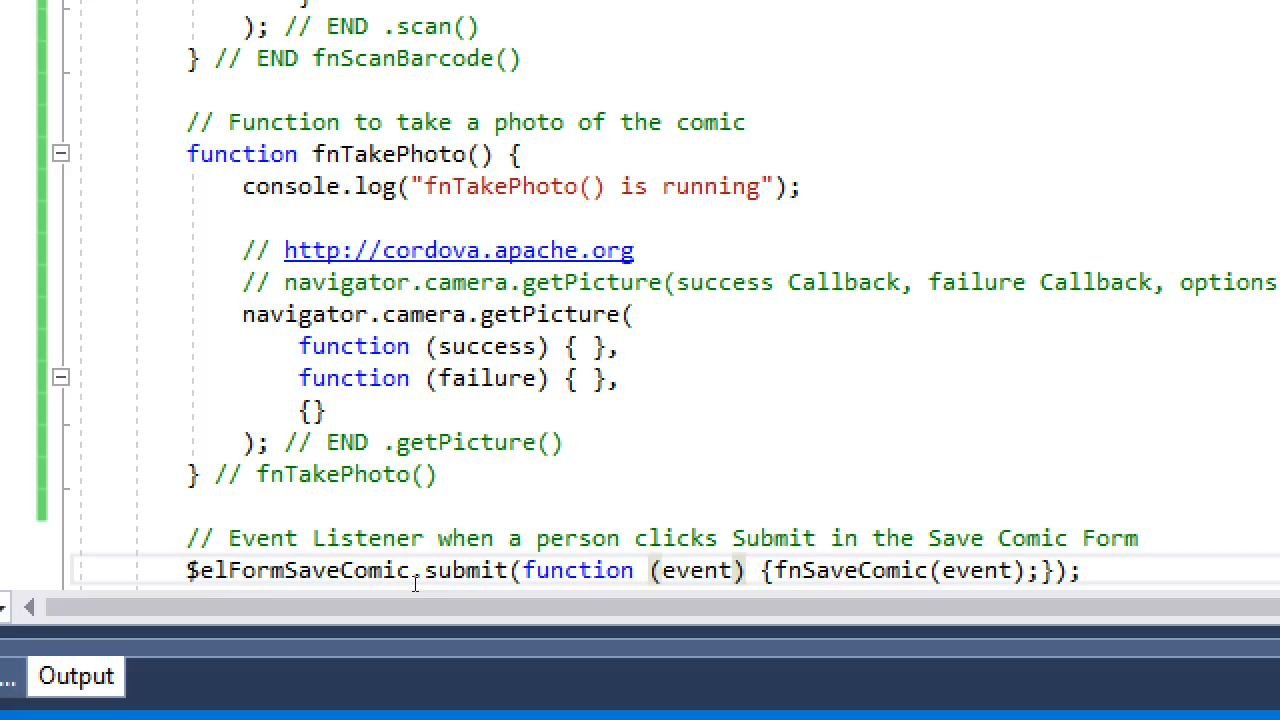 ); // END .scan()
} // END fnScanBarcode()
// Function to take a photo of the comic
function fnTakePhoto() {
console.log("fnTakePhoto() is running");
// http://cordova.apache.org
// navigator.camera.getPicture(success Callback, failure Callback, options
navigator.camera.getPicture(
function (success) { },
function (failure) { },
{}
); // END .getPicture()
} // fnTakePhoto()
// Event Listener when a person clicks Submit in the Save Comic Form
$elFormSaveComic.submit(function (event) {fnSaveComic(event);});
... Output